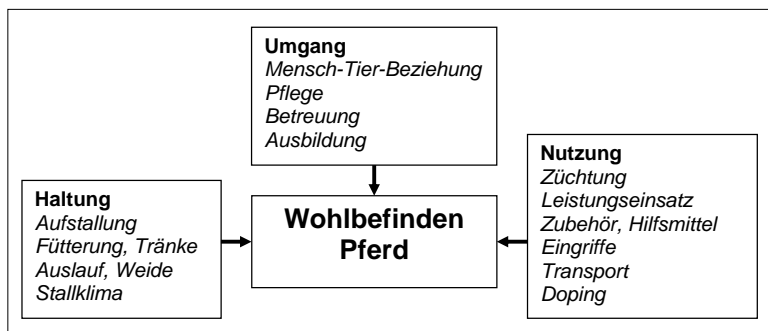 Umgang
Mensch-Tier-Beziehung
Pflege
Betreuung
Ausbildung
Haltung
Aufstallung
Fütterung, Tränke
Auslauf, Weide
Stallklima
Wohlbefinden
Pferd
Nutzung
Züchtung
Leistungseinsatz
Zubehör, Hilfsmittel
Eingriffe
Transport
Doping